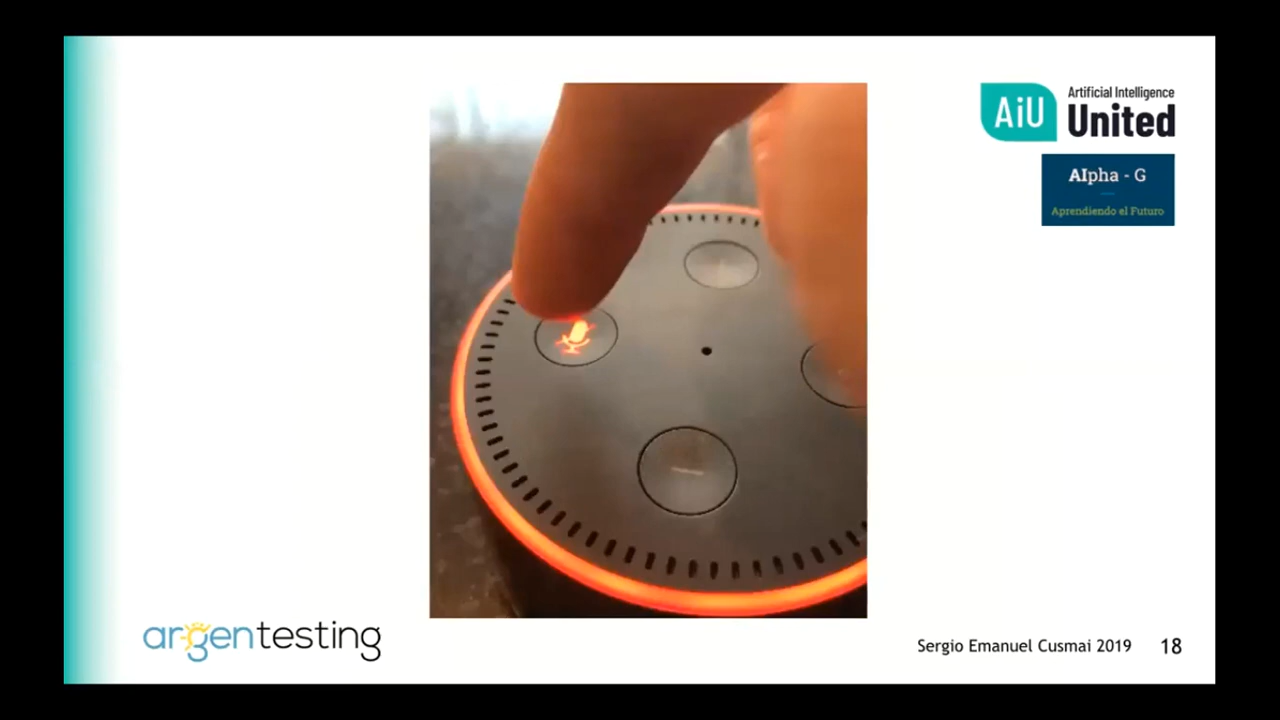 AiU Artificial Intelligence
United
AIpha - G
Aprendiendo el Futuro
argentesting
Sergio Emanuel Cusmai 2019 18